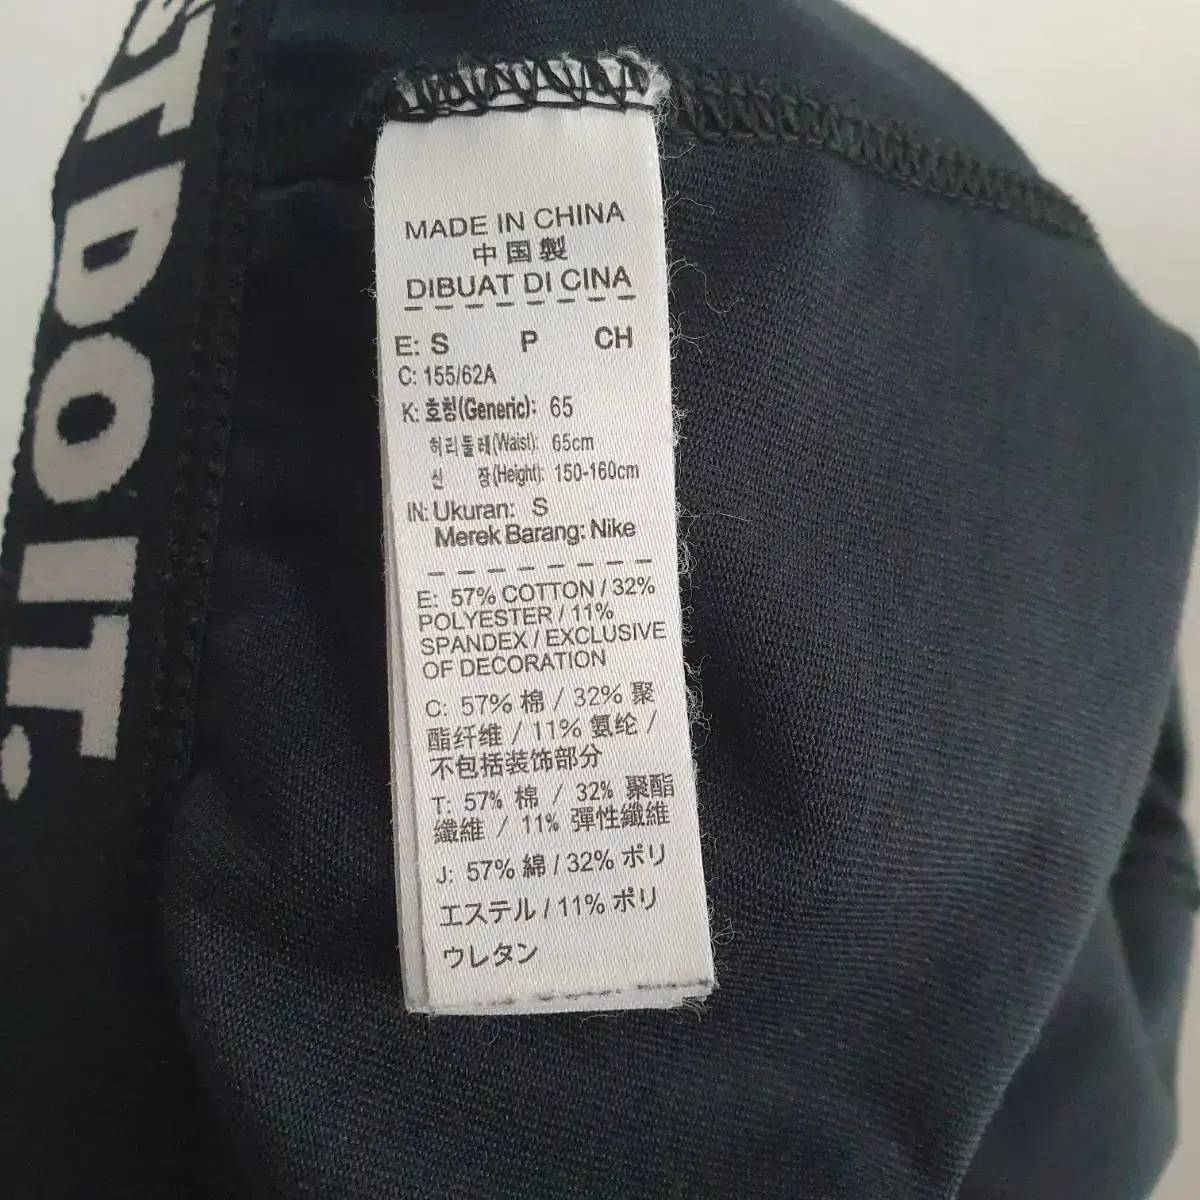 ST DO IT.
MADE IN CHINA
中国製
DIBUAT DI CINA
E: S P CH
C: 155/62A
K: 호칭(Generic): 65
허리둘레(Waist): 65cm
신 장(Height): 150-160cm
IN: Ukuran: S
Merek Barang: Nike
E: 57% COTTON / 32%
POLYESTER / 11%
SPANDEX / EXCLUSIVE
OF DECORATION
C: 57% 棉 / 32% 聚
酯纤维 / 11% 氨纶 /
不包括装饰部分
T: 57% 棉 / 32% 聚酯
纖維 / 11% 彈性纖維
J: 57% 綿 / 32% ポリ
エステル / 11% ポリ
ウレタン